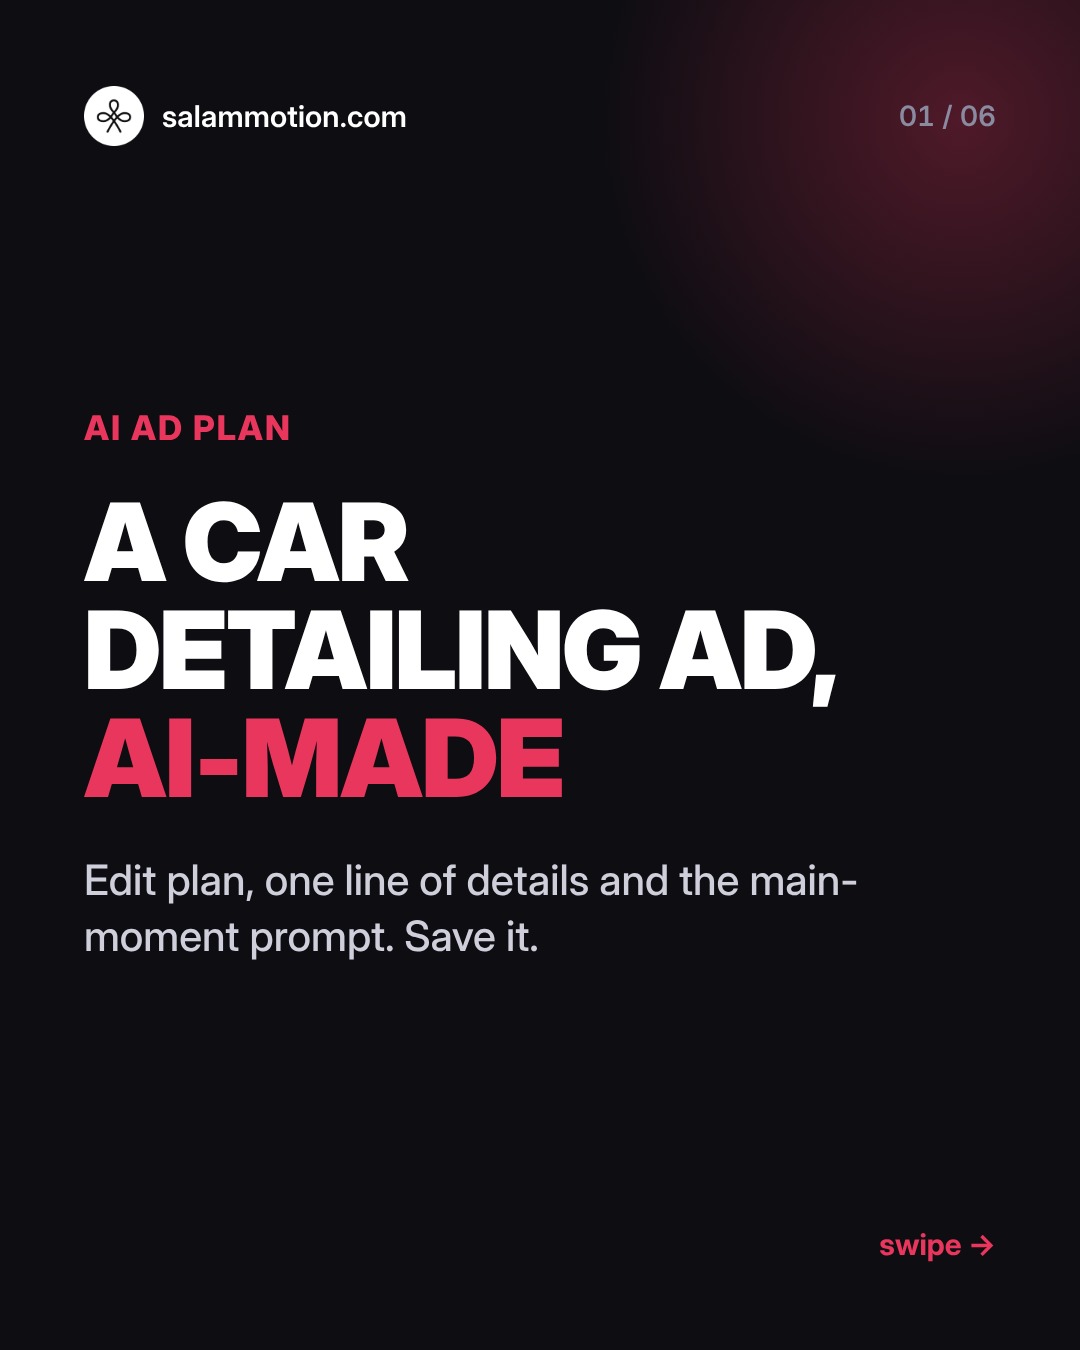 salammotion.com
01 / 06
AI AD PLAN
A CAR
DETAILING AD,
AI-MADE
Edit plan, one line of details and the main-
moment prompt. Save it.
swipe →